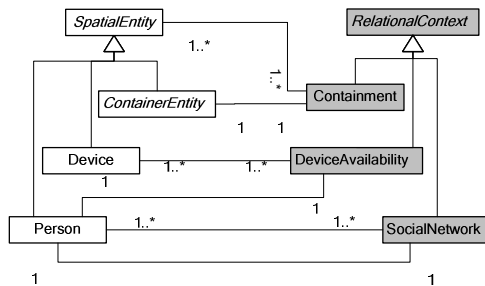 SpatialEntity
RelationalContext
1..*
1..*
ContainerEntity
Containment
1
1
Device
DeviceAvailability
1..*
1..*
1
1
Person
SocialNetwork
1..*
1..*
1
1